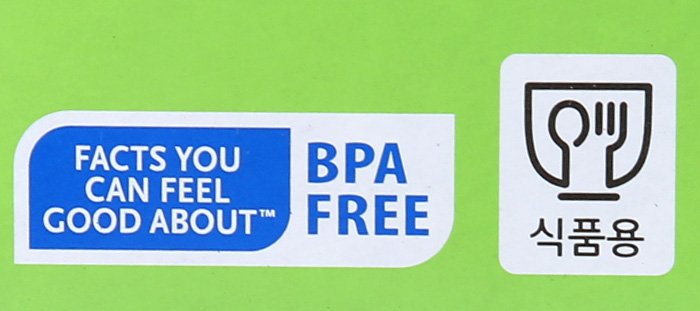 FACTS YOU
CAN FEEL
GOOD ABOUT™
BPA
FREE
식품용